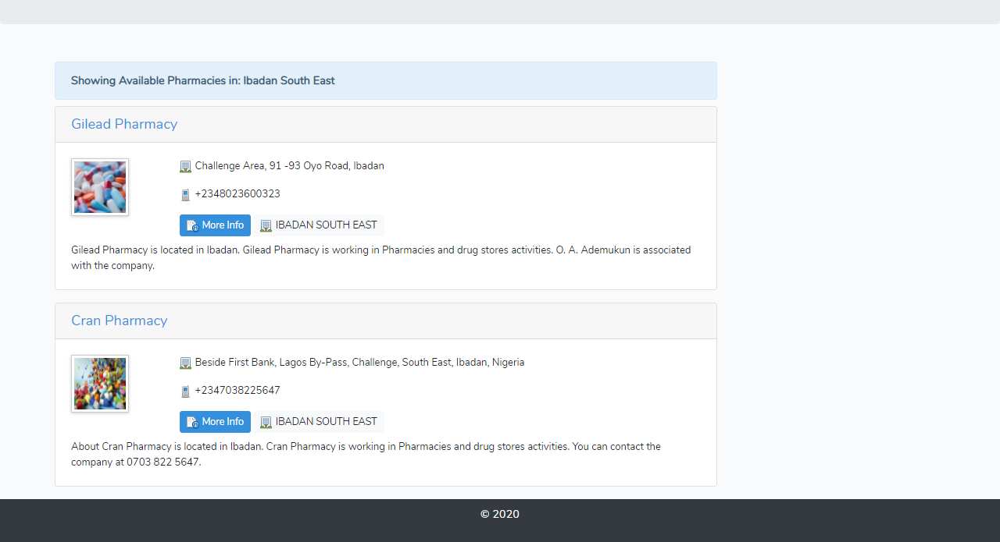 Showing Available Pharmacies in: Ibadan South East
Gilead Pharmacy
Challenge Area, 91 -93 Oyo Road, Ibadan
+2348023600323
More Info
IBADAN SOUTH EAST
Gilead Pharmacy is located in Ibadan. Gilead Pharmacy is working in Pharmacies and drug stores activities. O. A. Ademukun is associated
with the company.
Cran Pharmacy
Beside First Bank, Lagos By-Pass, Challenge, South East, Ibadan, Nigeria
+2347038225647
More Info
IBADAN SOUTH EAST
About Cran Pharmacy is located in Ibadan. Cran Pharmacy is working in Pharmacies and drug stores activities. You can contact the
company at 0703 822 5647.
© 2020